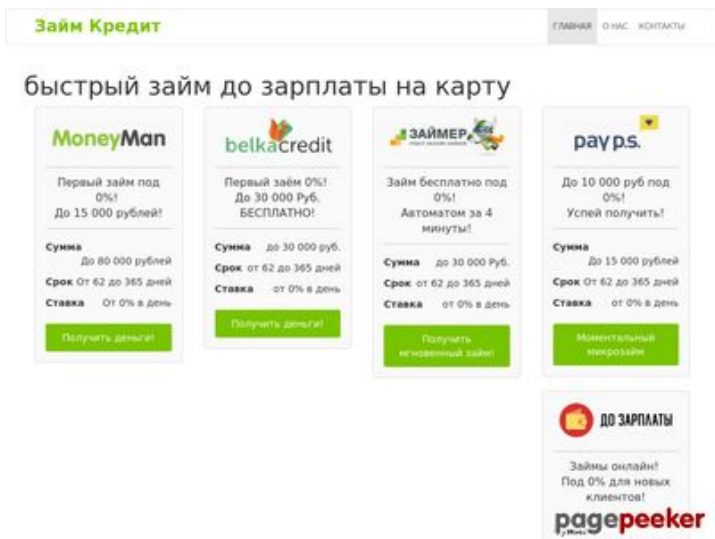 Займ Кредит
ГЛАВНАЯ О НАС КОНТАКТЫ
быстрый займ до зарплаты на карту
MoneyMan
Первый займ под
0%!
До 15 000 рублей!
Сумма
До 80 000 рублей
Срок От 62 до 365 дней
Ставка От 0% в день
Получить деньги!
belkacredit
Первый заём 0%!
До 30 000 Руб.
БЕСПЛАТНО!
Сумма до 30 000 руб.
Срок от 62 до 365 дней
Ставка от 0% в день
Получить деньги!
ЗАЙМЕР
Займ бесплатно под
0%!
Автоматом за 4
минуты!
Сумма до 30 000 Руб.
Срок от 62 до 365 дней
Ставка от 0% в день
Получить
мгновенный займ!
pay p.s.
До 10 000 руб под
0%!
Успей получить!
Сумма
До 15 000 рублей
Срок От 62 до 365 дней
Ставка от 0% в день
Моментальный
микрозайм
ДО ЗАРПЛАТЫ
Займы онлайн!
Под 0% для новых
клиентов!
pagepeeker